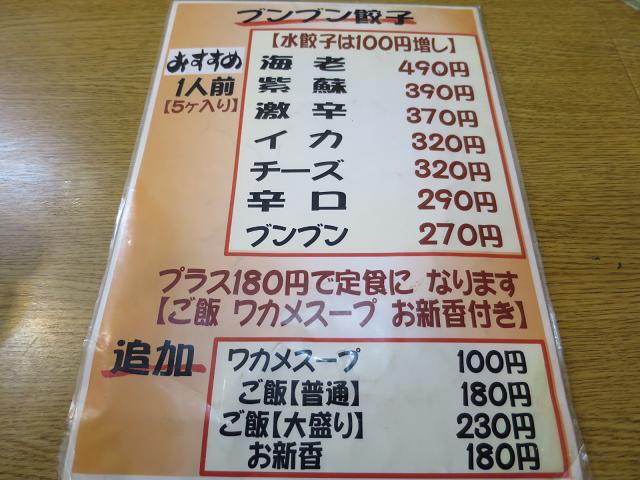 ブンブン餃子
【水餃子は100円増し】
おすすめ
1人前
【5ヶ入り】
海老 490円
紫蘇 390円
激辛 370円
イカ 320円
チーズ 320円
辛口 290円
ブンブン 270円
プラス180円で定食に なります
【ご飯 ワカメスープ お新香付き】
追加
ワカメスープ 100円
ご飯【普通】 180円
ご飯【大盛り】 230円
お新香 180円